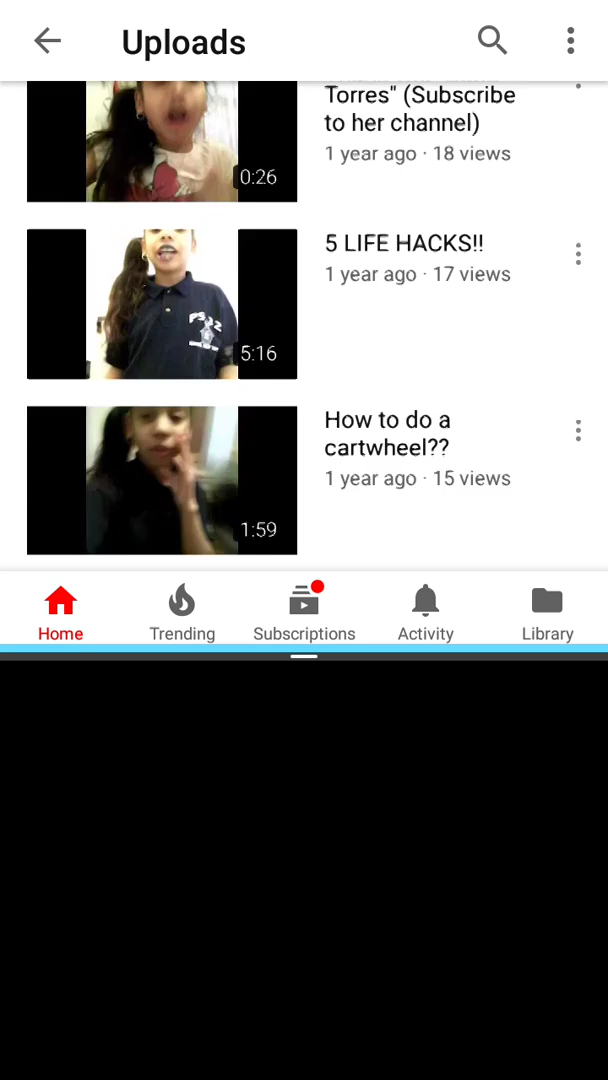 Uploads
Torres" (Subscribe
to her channel)
1 year ago · 18 views
0:26
5 LIFE HACKS!!
1 year ago · 17 views
5:16
How to do a
cartwheel??
1 year ago · 15 views
1:59
Home
Trending
Subscriptions
Activity
Library